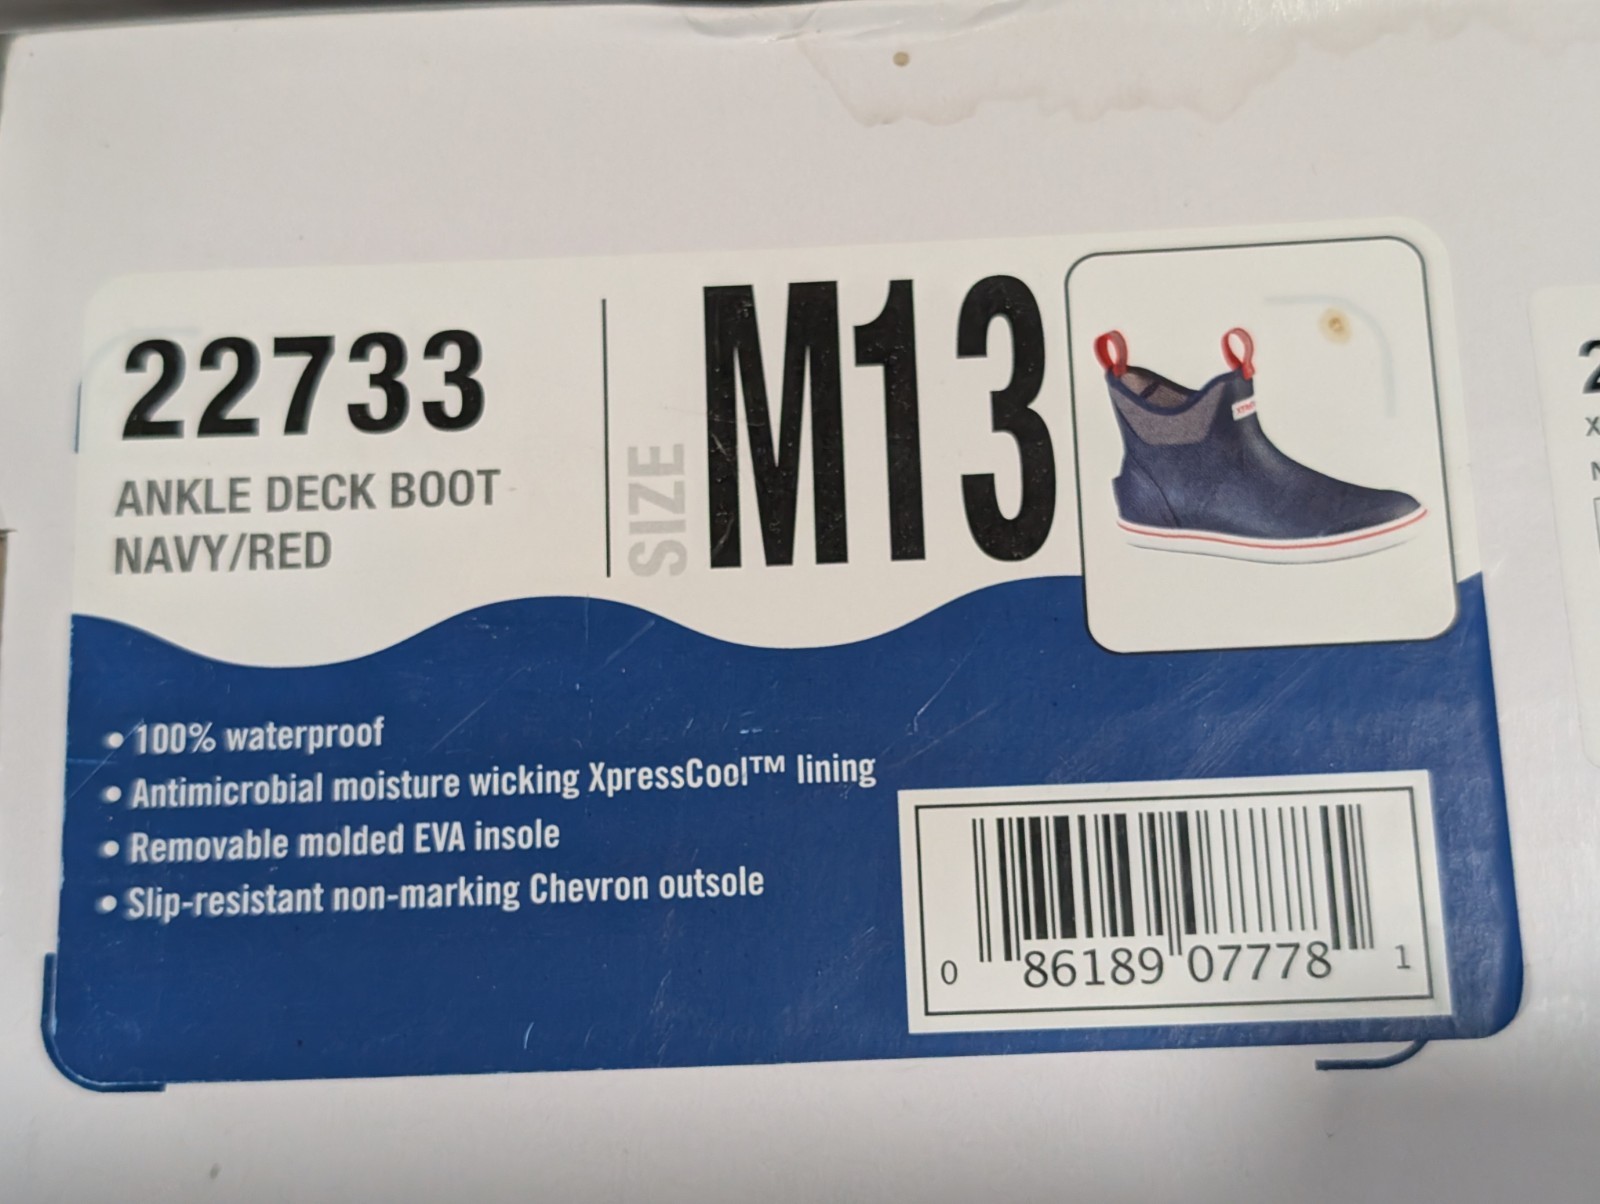 22733
ANKLE DECK BOOT
NAVY/RED
SIZE
M13
100% waterproof
Antimicrobial moisture wicking XpressCool™ lining
Removable molded EVA insole
Slip-resistant non-marking Chevron outsole
0 86189 07778 1